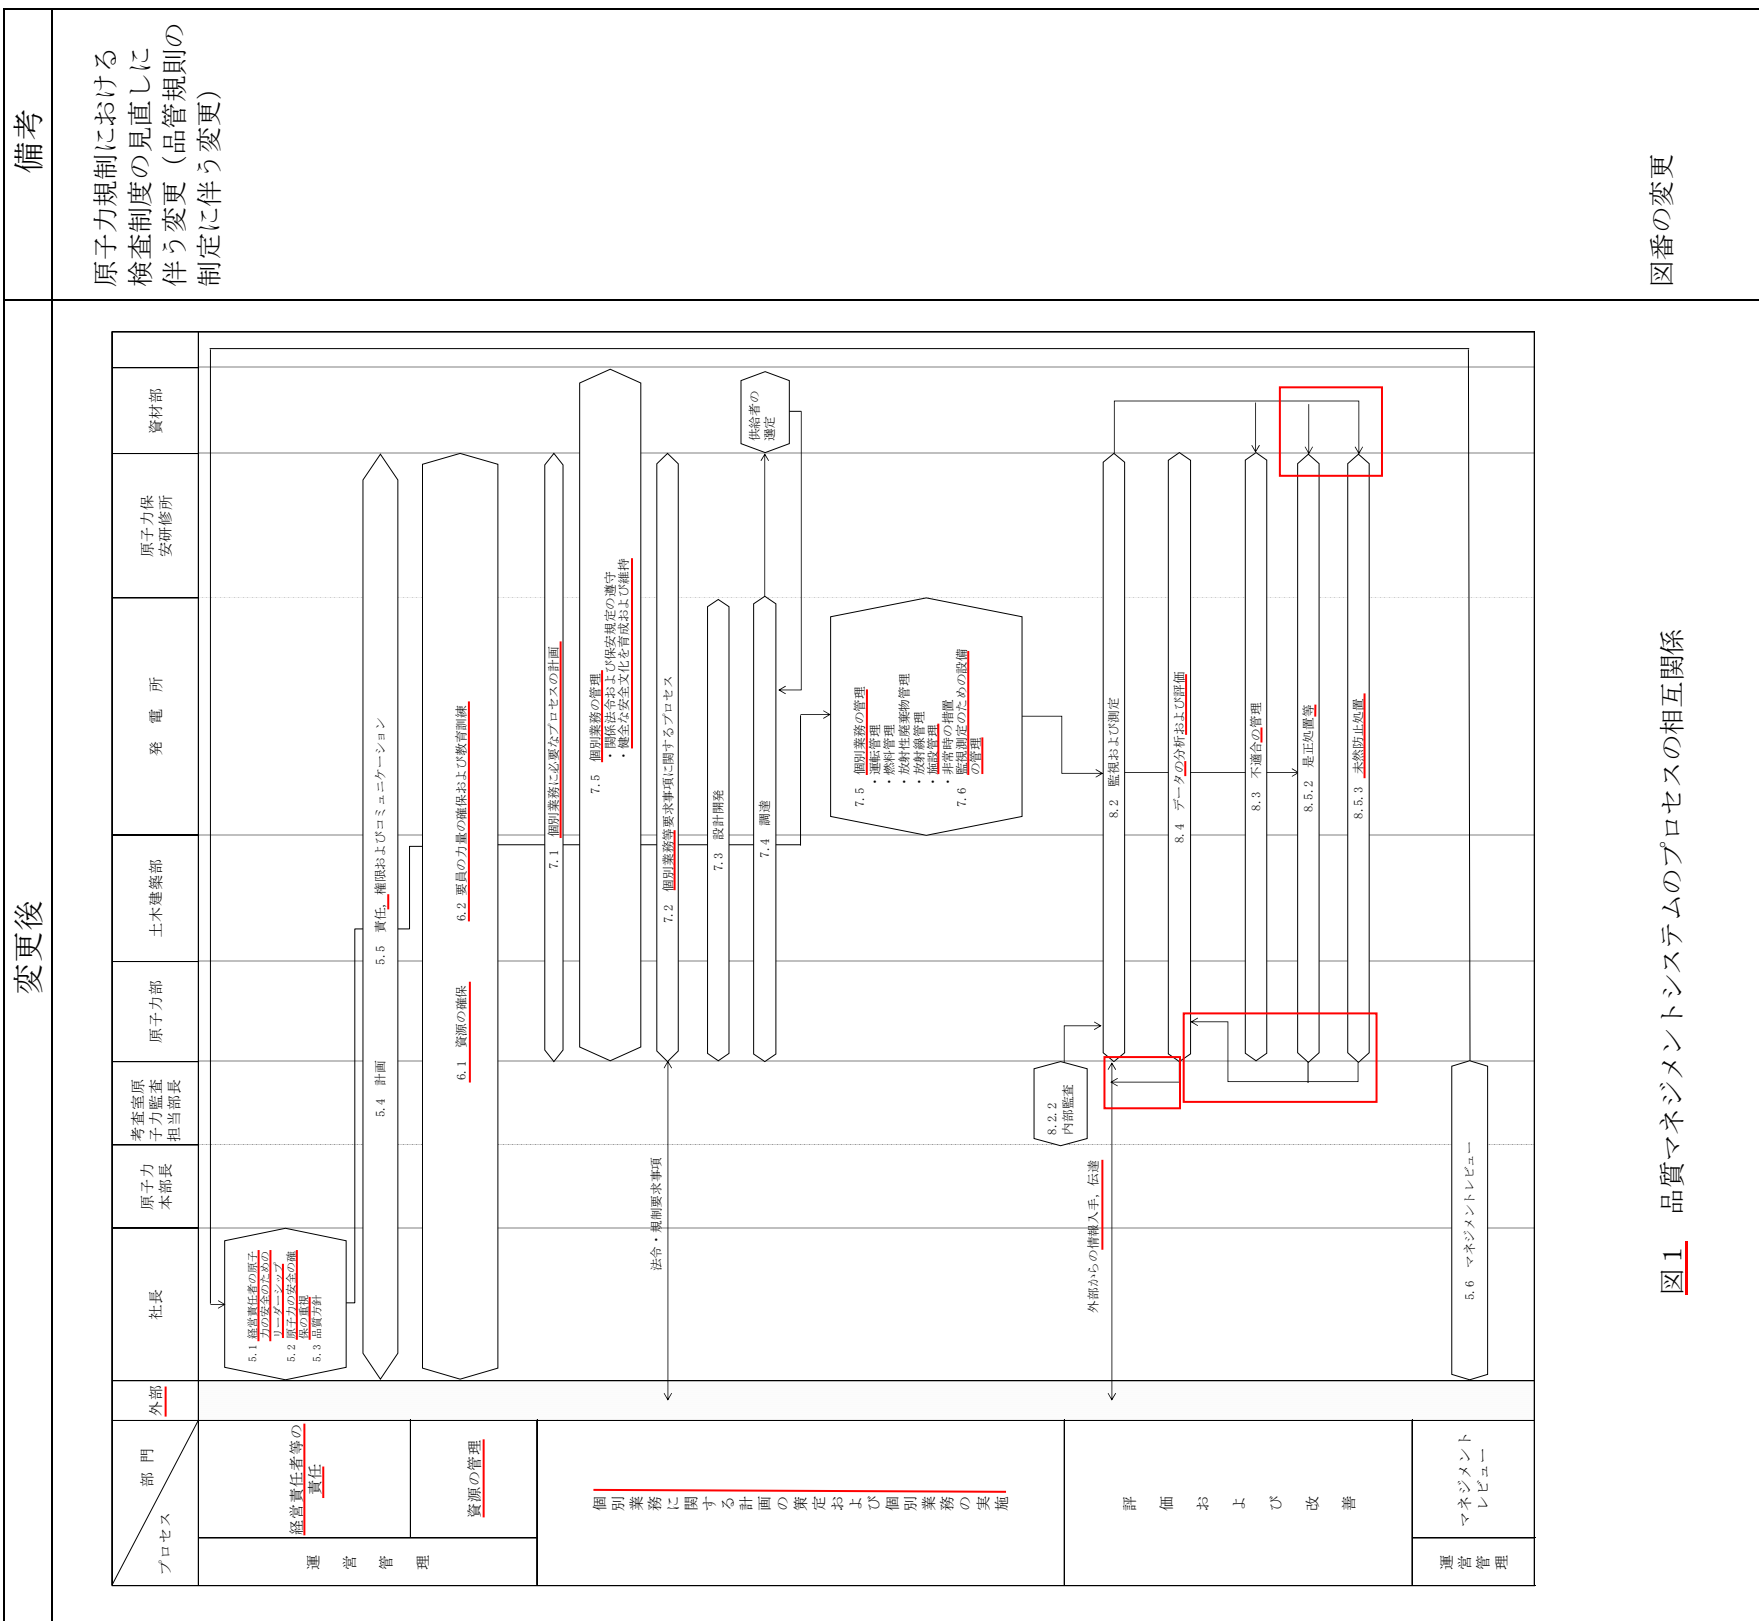 変更後
備考
プロセス
部門
外部
社長
原子力
本部長
考査室原
子力監査
担当部長
原子力部
土木建築部
発電所
原子力保
安研修所
資材部
運営管理
経営責任者等の
責任
5.1 経営責任者の原子
力の安全のための
リーダーシップ
5.2 原子力の安全の確
保の重視
5.3 品質方針
5.4 計画
5.5 責任，権限およびコミュニケーション
資源の管理
6.1 資源の確保
6.2 要員の力量の確保および教育訓練
個別業務に関する計画の策定および個別業務の実施
7.1 個別業務に必要なプロセスの計画
7.5 個別業務の管理
・関係法令および保安規定の遵守
・健全な安全文化を育成および維持
法令・規制要求事項
7.2 個別業務等要求事項に関するプロセス
7.3 設計開発
7.4 調達
供給者の
選定
7.5 個別業務の管理
・運転管理
・燃料管理
・放射性廃棄物管理
・放射線管理
・施設管理
・非常時の措置
7.6 監視測定のための設備
の管理
評価および改善
8.2.2
内部監査
外部からの情報入手，伝達
8.2 監視および測定
8.4 データの分析および評価
8.3 不適合の管理
8.5.2 是正処置等
8.5.3 未然防止処置
運営管理
マネジメント
レビュー
5.6 マネジメントレビュー
図1 品質マネジメントシステムのプロセスの相互関係
原子力規制における
検査制度の見直しに
伴う変更（品管規則の
制定に伴う変更）
図番の変更